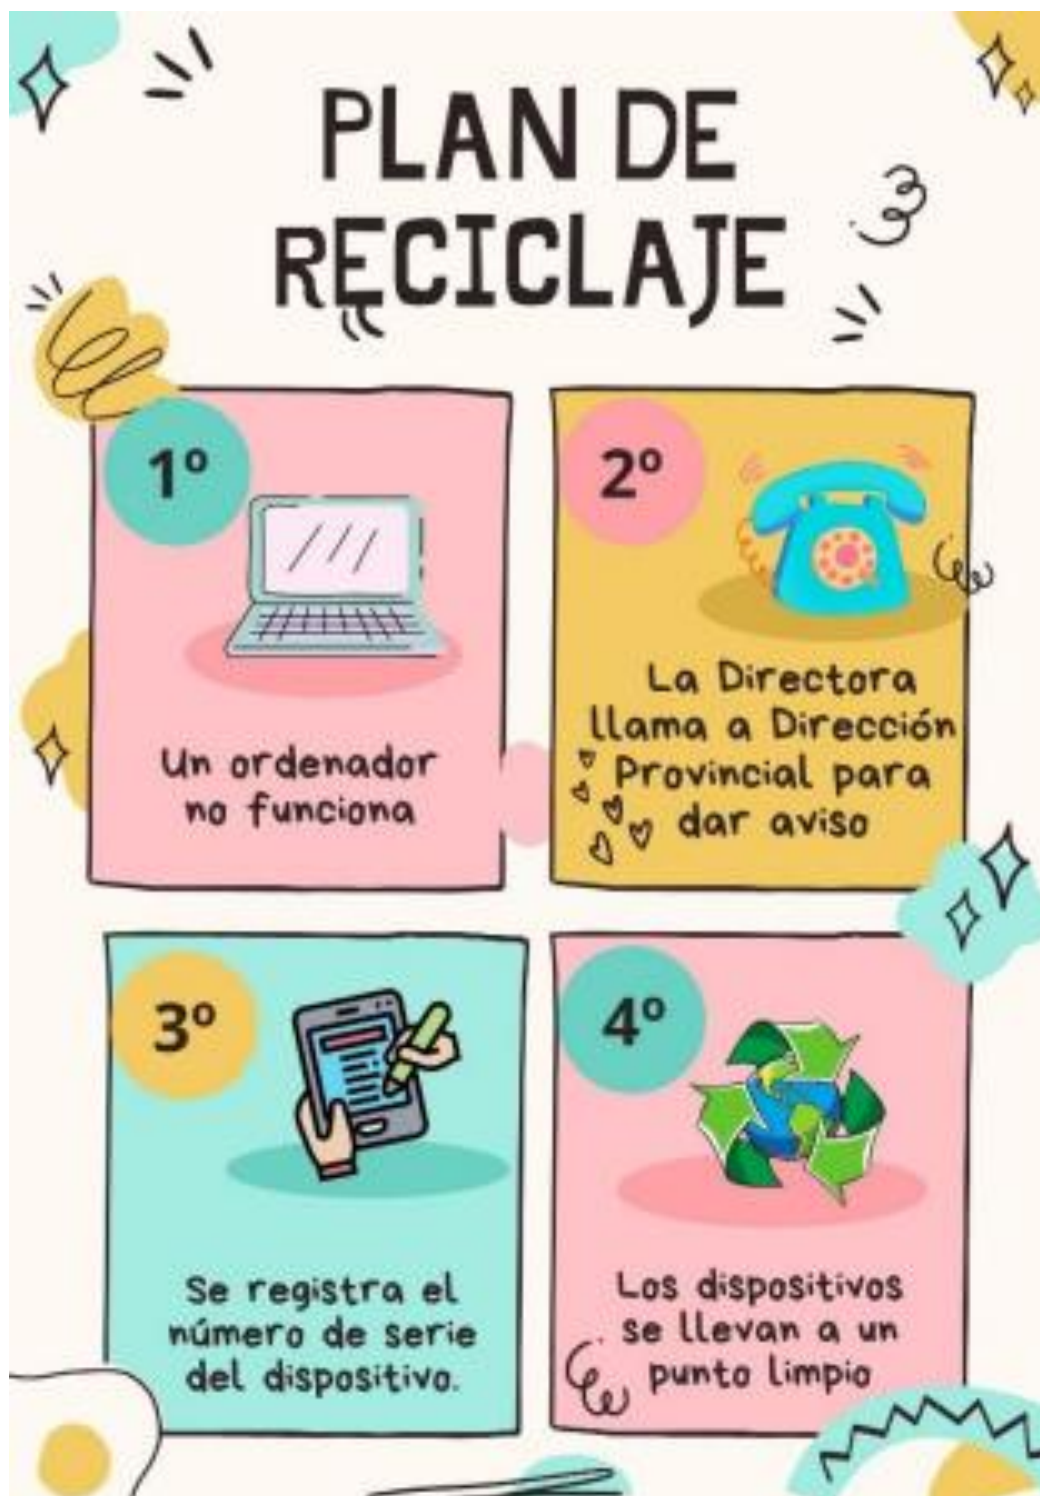 PLAN DE
RECICLAJE
1º
Un ordenador
no funciona
2º
La Directora
llama a Dirección
Provincial para
dar aviso
3º
Se registra el
número de serie
del dispositivo.
4º
Los dispositivos
se llevan a un
punto limpio